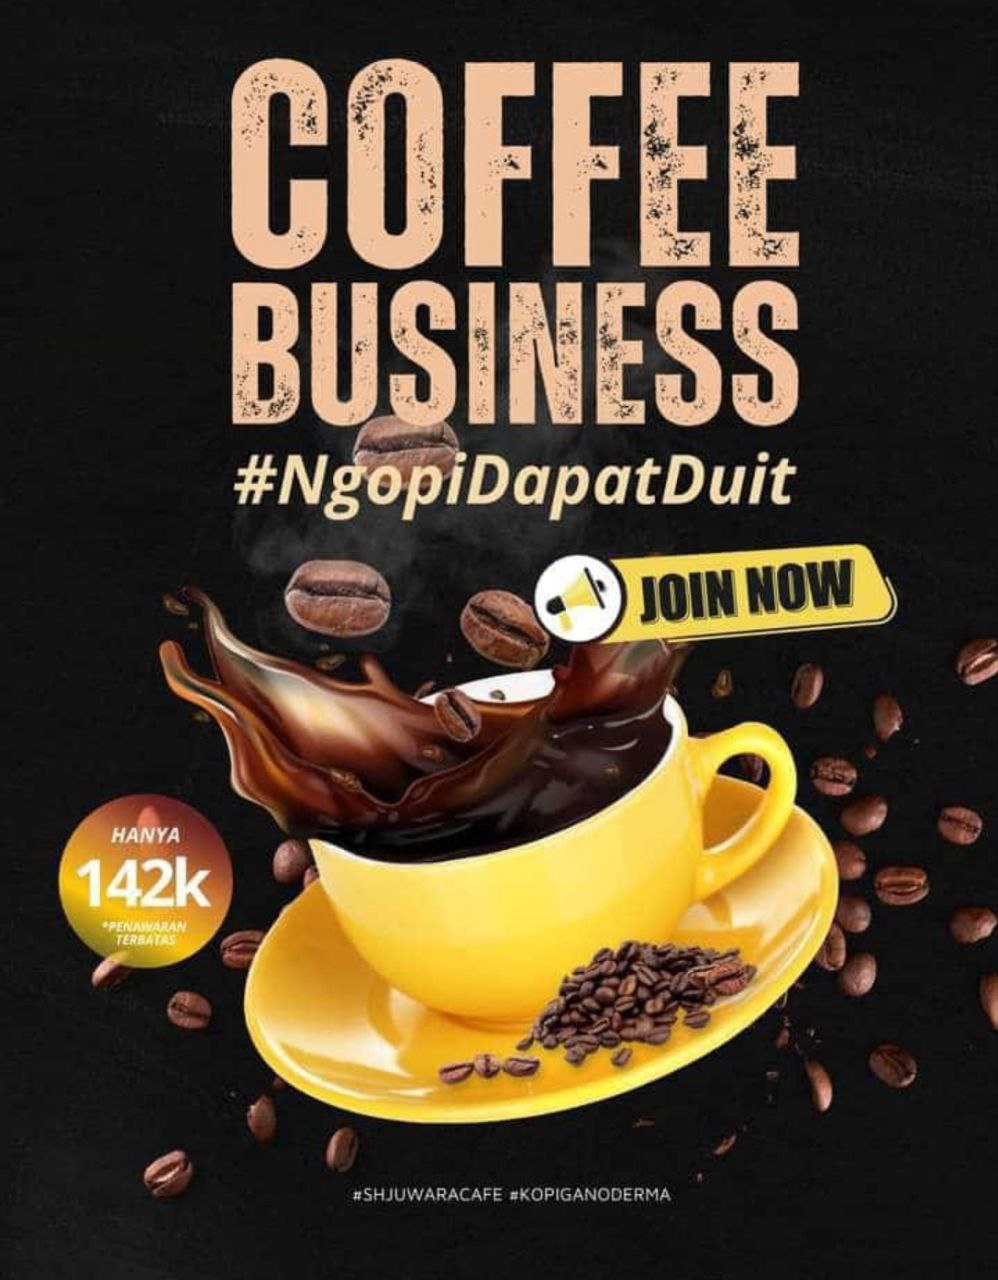 COFFEE
BUSINESS
#NgopiDapatDuit
JOIN NOW
HANYA
142k
*PENAWARAN
TERBATAS
#SHJUWARACAFE #KOPIGANODERMA